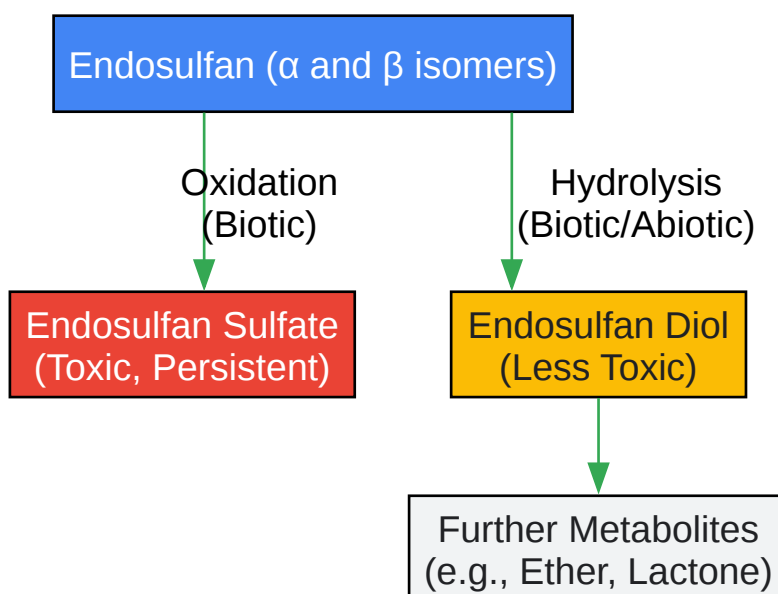 Endosulfan (α and β isomers)
Oxidation
(Biotic)
Hydrolysis
(Biotic/Abiotic)
Endosulfan Sulfate
(Toxic, Persistent)
Endosulfan Diol
(Less Toxic)
Further Metabolites
(e.g., Ether, Lactone)